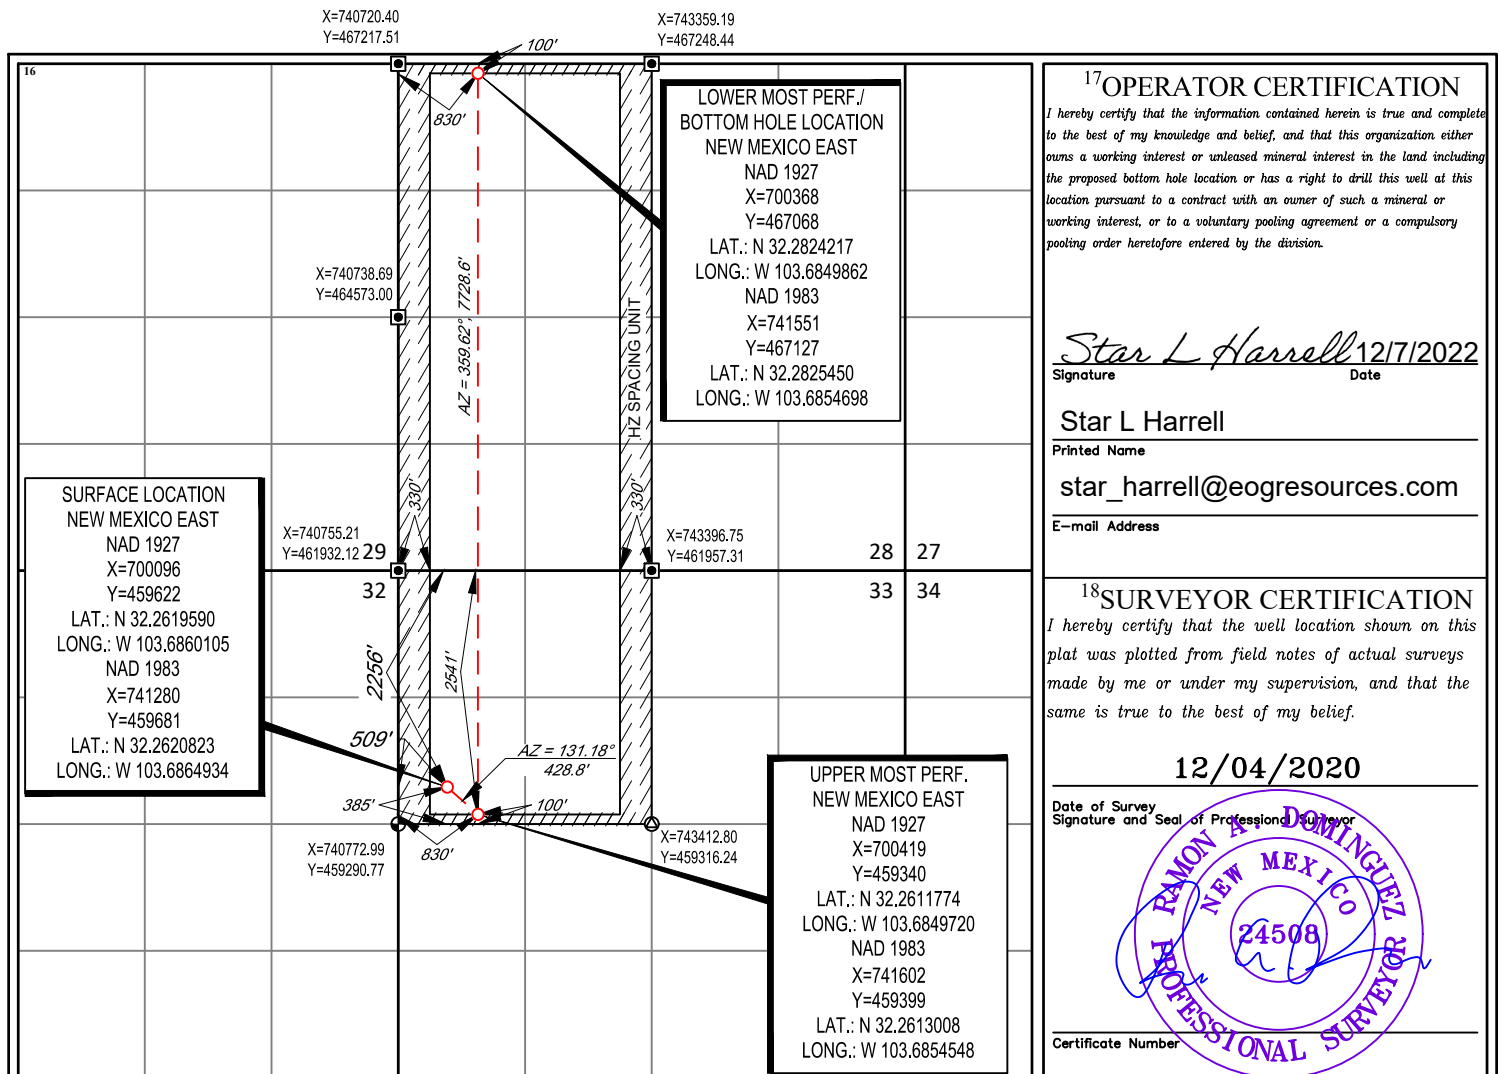 X=740720.40
Y=467217.51
X=743359.19
Y=467248.44
100'
16
830'
LOWER MOST PERF./
BOTTOM HOLE LOCATION
NEW MEXICO EAST
NAD 1927
X=700368
Y=467068
LAT.: N 32.2824217
LONG.: W 103.6849862
NAD 1983
X=741551
Y=467127
LAT.: N 32.2825450
LONG.: W 103.6854698
X=740738.69
Y=464573.00
AZ = 359.62°, 7728.6'
HZ SPACING UNIT
330'
330'
SURFACE LOCATION
NEW MEXICO EAST
NAD 1927
X=700096
Y=459622
LAT.: N 32.2619590
LONG.: W 103.6860105
NAD 1983
X=741280
Y=459681
LAT.: N 32.2620823
LONG.: W 103.6864934
X=740755.21
Y=461932.12
29
32
X=743396.75
Y=461957.31
28 27
33 34
2256'
2541'
509'
AZ = 131.18°
428.8'
385'
100'
830'
X=740772.99
Y=459290.77
X=743412.80
Y=459316.24
UPPER MOST PERF.
NEW MEXICO EAST
NAD 1927
X=700419
Y=459340
LAT.: N 32.2611774
LONG.: W 103.6849720
NAD 1983
X=741602
Y=459399
LAT.: N 32.2613008
LONG.: W 103.6854548
17 OPERATOR CERTIFICATION
I hereby certify that the information contained herein is true and complete
to the best of my knowledge and belief, and that this organization either
owns a working interest or unleased mineral interest in the land including
the proposed bottom hole location or has a right to drill this well at this
location pursuant to a contract with an owner of such a mineral or
working interest, or to a voluntary pooling agreement or a compulsory
pooling order heretofore entered by the division.
Star L Harrell 12/7/2022
Signature Date
Star L Harrell
Printed Name
star_harrell@eogresources.com
E-mail Address
18 SURVEYOR CERTIFICATION
I hereby certify that the well location shown on this
plat was plotted from field notes of actual surveys
made by me or under my supervision, and that the
same is true to the best of my belief.
12/04/2020
Date of Survey
Signature and Seal of Professional Surveyor
RAMON A. DOMINGUEZ
NEW MEXICO
24508
PROFESSIONAL SURVEYOR
Certificate Number